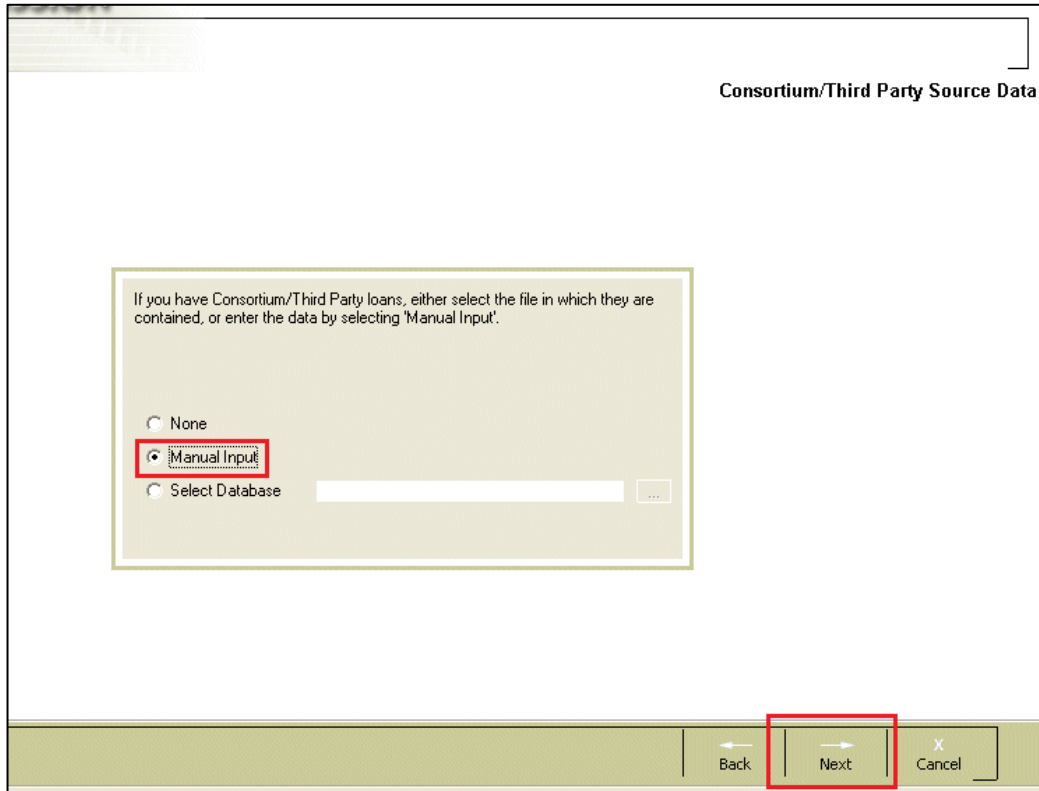 Consortium/Third Party Source Data
If you have Consortium/Third Party loans, either select the file in which they are
contained, or enter the data by selecting 'Manual Input'.
None
Manual Input
Select Database
...
Back
Next
X
Cancel